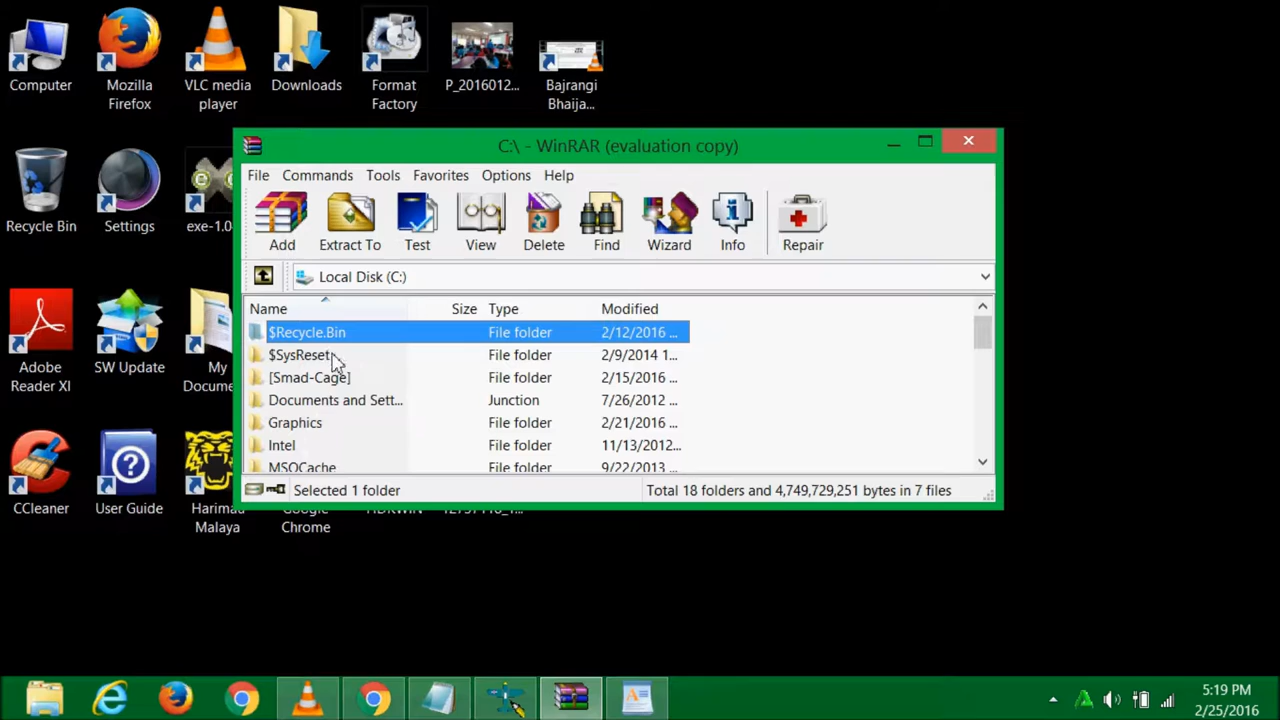 Computer
Mozilla
Firefox
VLC media
player
Downloads
Format
Factory
P_2016012...
Bajrangi
Bhaija...
Recycle Bin
Settings
exe-1.0
Adobe
Reader XI
SW Update
My
Docume
CCleaner
User Guide
Harimau
Malaya
Chrome
C:\ - WinRAR (evaluation copy)
File Commands Tools Favorites Options Help
Add Extract To Test View Delete Find Wizard Info Repair
Local Disk (C:)
Name Size Type Modified
$Recycle.Bin File folder 2/12/2016 ...
$SysReset File folder 2/9/2014 1...
[Smad-Cage] File folder 2/15/2016 ...
Documents and Sett... Junction 7/26/2012 ...
Graphics File folder 2/21/2016 ...
Intel File folder 11/13/2012...
MSOCache File folder 9/22/2013 ...
Selected 1 folder Total 18 folders and 4,749,729,251 bytes in 7 files
5:19 PM
2/25/2016